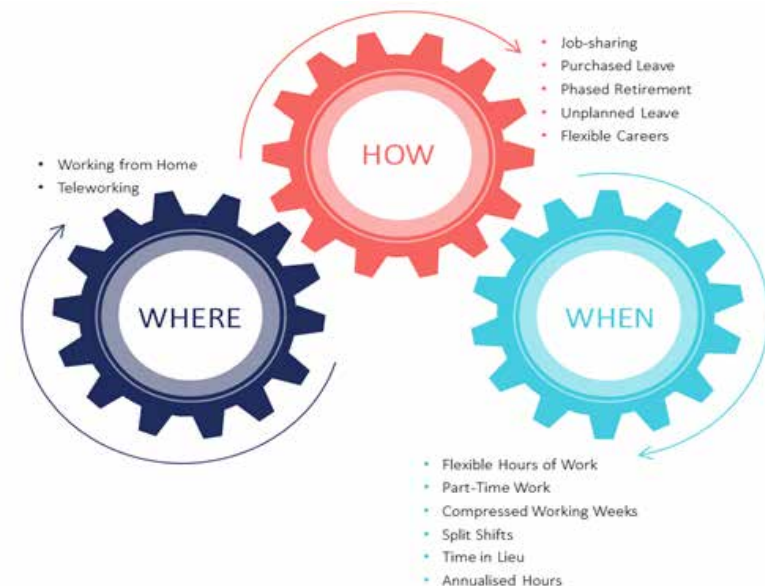 WHERE
• Working from Home
• Teleworking
HOW
• Job-sharing
• Purchased Leave
• Phased Retirement
• Unplanned Leave
• Flexible Careers
WHEN
• Flexible Hours of Work
• Part-Time Work
• Compressed Working Weeks
• Split Shifts
• Time in Lieu
• Annualised Hours